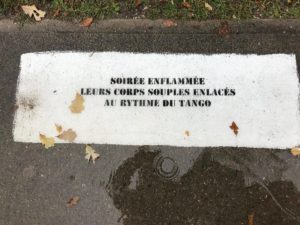 SOIRÉE ENFLAMMÉE
LEURS CORPS SOUPLES ENLACÉS
AU RYTHME DU TANGO